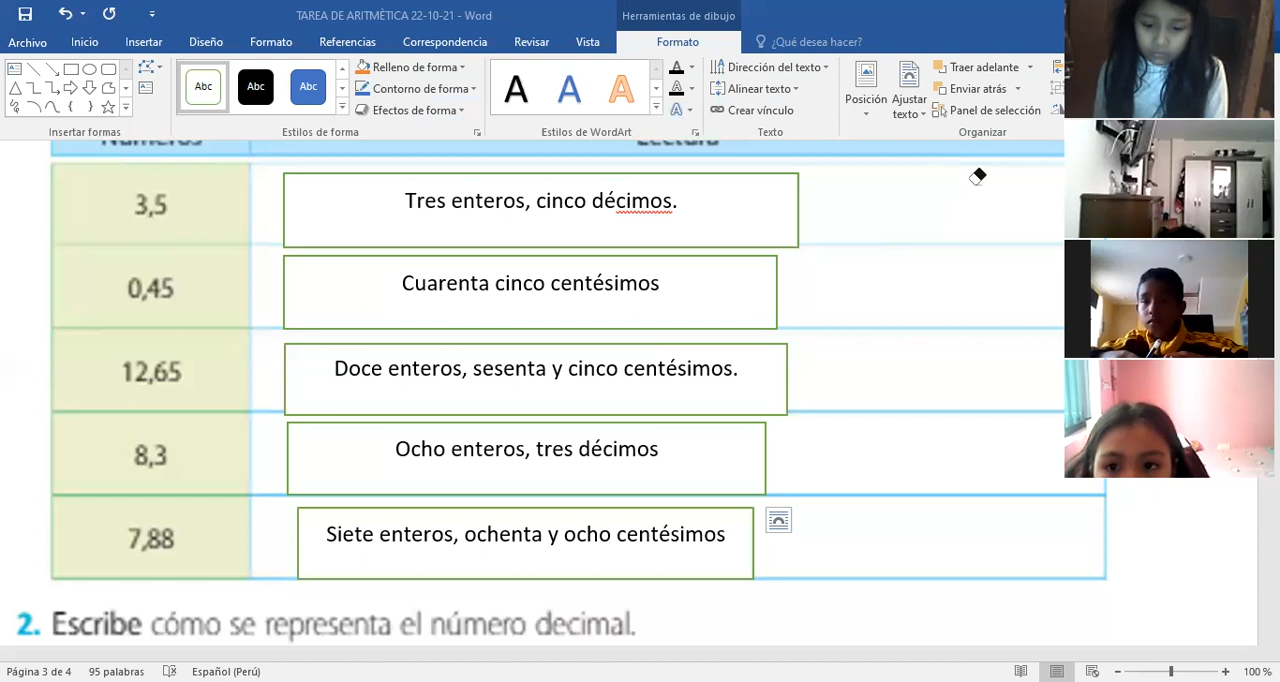 TAREA DE ARITMÈTICA 22-10-21 - Word
Herramientas de dibujo
Archivo Inicio Insertar Diseño Formato Referencias Correspondencia Revisar Vista Formato ¿Qué desea hacer?
Abc Abc Abc
Relleno de forma
Contorno de forma
Efectos de forma
A A A
Dirección del texto
Alinear texto
Crear vínculo
Posición
Ajustar texto
Traer adelante
Enviar atrás
Panel de selección
Insertar formas Estilos de forma Estilos de WordArt Texto Organizar
Números Lectura
3,5 Tres enteros, cinco décimos.
0,45 Cuarenta cinco centésimos
12,65 Doce enteros, sesenta y cinco centésimos.
8,3 Ocho enteros, tres décimos
7,88 Siete enteros, ochenta y ocho centésimos
2. Escribe cómo se representa el número decimal.
Página 3 de 4 95 palabras Español (Perú) 100 %